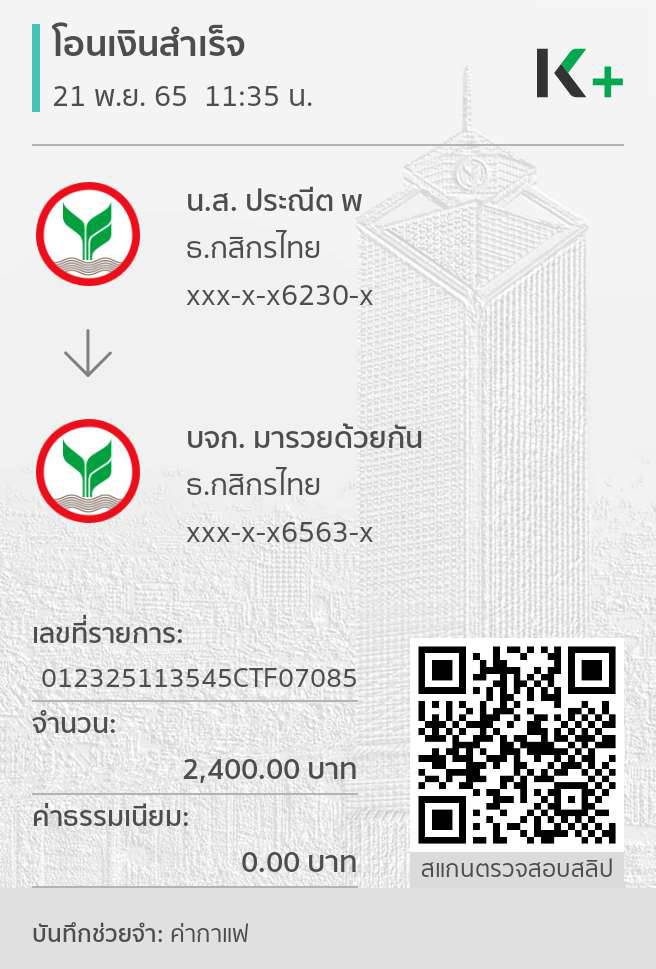 โอนเงินสำเร็จ
21 พ.ย. 65  11:35 น.
K+
น.ส. ประณีต พ
ธ.กสิกรไทย
xxx-x-x6230-x
บจก. มารวยด้วยกัน
ธ.กสิกรไทย
xxx-x-x6563-x
เลขที่รายการ:
012325113545CTF07085
จำนวน:
2,400.00 บาท
ค่าธรรมเนียม:
0.00 บาท
สแกนตรวจสอบสลิป
บันทึกช่วยจำ: ค่ากาแฟ